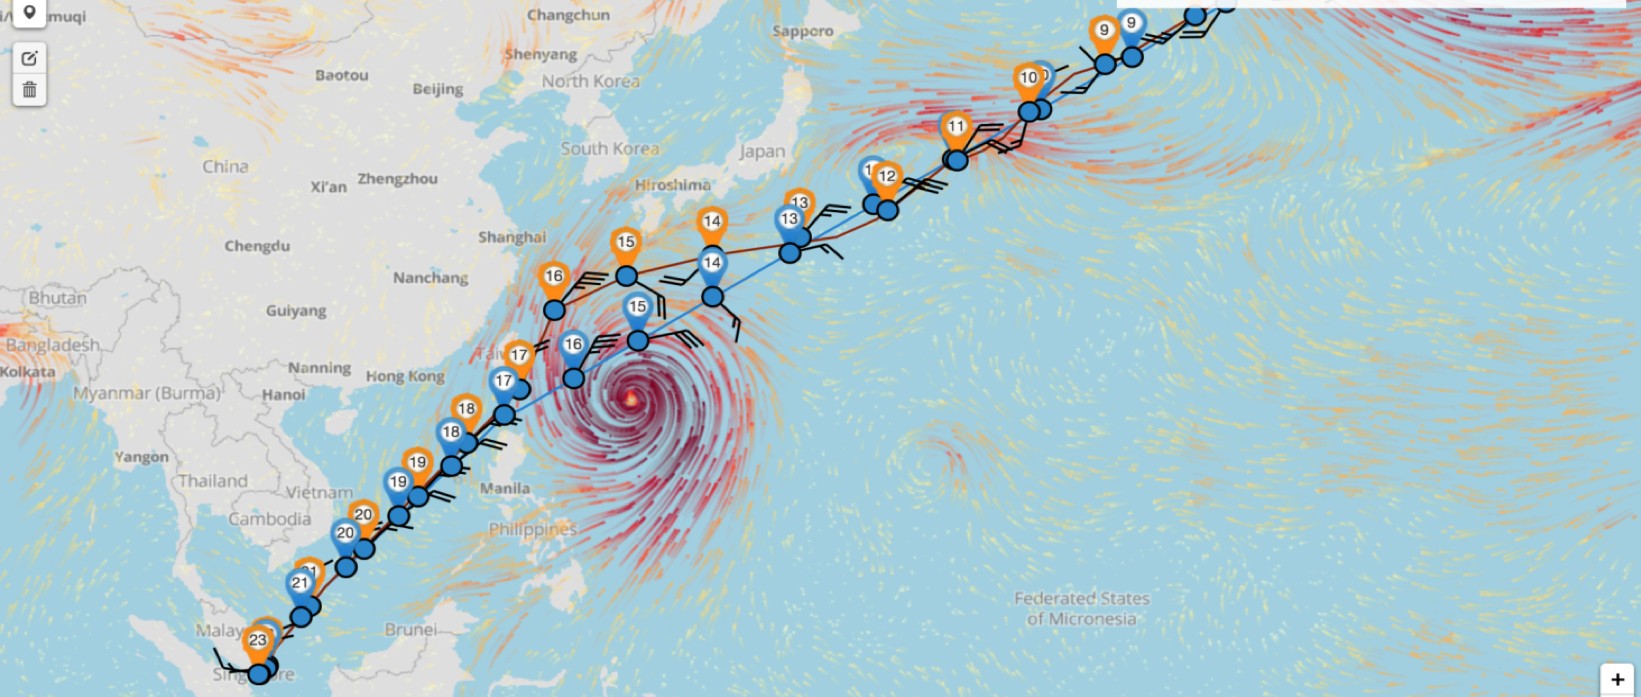 Changchun
Sapporo
Shenyang
Baotou
North Korea
Beijing
South Korea
Japan
China
Xi'an
Zhengzhou
Hiroshima
Chengdu
Shanghai
Nanchang
Bhutan
Guiyang
Bangladesh
Kolkata
Nanning
Hong Kong
Myanmar (Burma)
Hanoi
Yangon
Thailand
Vietnam
Manila
Cambodia
Philippines
Federated States
of Micronesia
Brunei
9
9
10
11
12
13
13
14
14
15
15
16
16
17
17
18
18
19
19
20
20
21
23
+